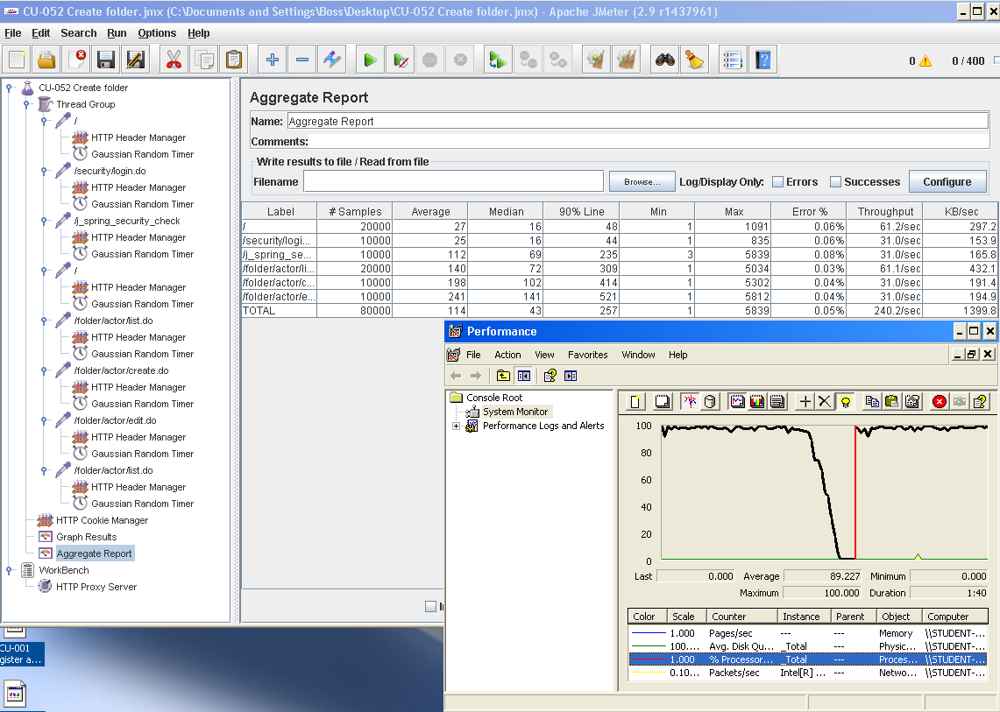 CU-052 Create folder.jmx (C:\Documents and Settings\Boss\Desktop\CU-052 Create folder.jmx) - Apache JMeter (2.9 r1437961)
File Edit Search Run Options Help
0 0 / 400
CU-052 Create folder
Thread Group
/
HTTP Header Manager
Gaussian Random Timer
/security/login.do
HTTP Header Manager
Gaussian Random Timer
/j_spring_security_check
HTTP Header Manager
Gaussian Random Timer
/
HTTP Header Manager
Gaussian Random Timer
/folder/actor/list.do
HTTP Header Manager
Gaussian Random Timer
/folder/actor/create.do
HTTP Header Manager
Gaussian Random Timer
/folder/actor/edit.do
HTTP Header Manager
Gaussian Random Timer
/folder/actor/list.do
HTTP Header Manager
Gaussian Random Timer
HTTP Cookie Manager
Graph Results
Aggregate Report
WorkBench
HTTP Proxy Server
Aggregate Report
Name: Aggregate Report
Comments:
Write results to file / Read from file
Filename Browse... Log/Display Only: Errors Successes Configure
Label # Samples Average Median 90% Line Min Max Error % Throughput KB/sec
/ 20000 27 16 48 1 1091 0.06% 61.2/sec 297.2
/security/logi... 10000 25 16 44 1 835 0.06% 31.0/sec 153.9
/j_spring_se... 10000 112 69 235 3 5839 0.08% 31.0/sec 165.8
/folder/actor/li... 20000 140 72 309 1 5034 0.03% 61.1/sec 432.1
/folder/actor/c... 10000 198 102 414 1 5302 0.04% 31.0/sec 191.4
/folder/actor/e... 10000 241 141 521 1 5812 0.04% 31.0/sec 194.9
TOTAL 80000 114 43 257 1 5839 0.05% 240.2/sec 1399.8
Performance
File Action View Favorites Window Help
Console Root
System Monitor
Performance Logs and Alerts
100
80
60
40
20
0
Last 0.000 Average 89.227 Minimum 0.000
Maximum 100.000 Duration 1:40
Color Scale Counter Instance Parent Object Computer
1.000 Pages/sec --- --- Memory \\STUDENT-...
100.... Avg. Disk Qu... _Total --- Physic... \\STUDENT-...
1.000 % Processor... _Total --- Proces... \\STUDENT-...
0.10... Packets/sec Intel[R] ... --- Netwo... \\STUDENT-...
CU-001
gister a...